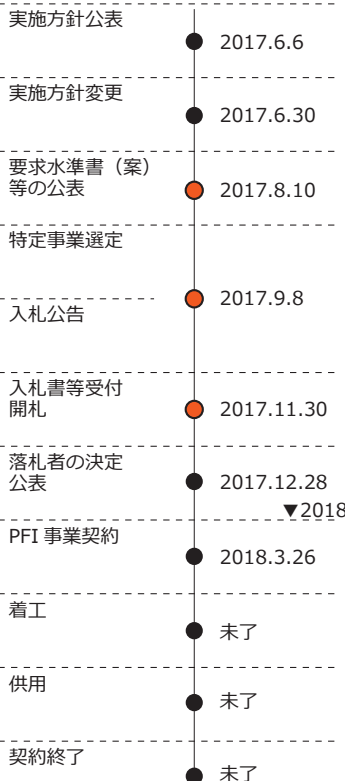 実施方針公表
2017.6.6
実施方針変更
2017.6.30
要求水準書（案）
等の公表
2017.8.10
特定事業選定
2017.9.8
入札公告
入札書等受付
開札
2017.11.30
落札者の決定
公表
2017.12.28
▼2018
PFI 事業契約
2018.3.26
着工
未了
供用
未了
契約終了
未了